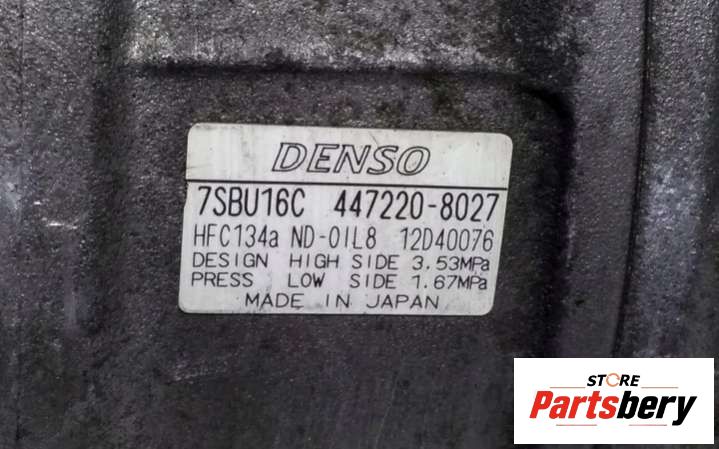 DENSO
7SBU16C 447220-8027
HFC134a ND-OIL8 12D40076
DESIGN HIGH SIDE 3.53MPa
PRESS LOW SIDE 1.67MPa
MADE IN JAPAN
STORE
Partsbery